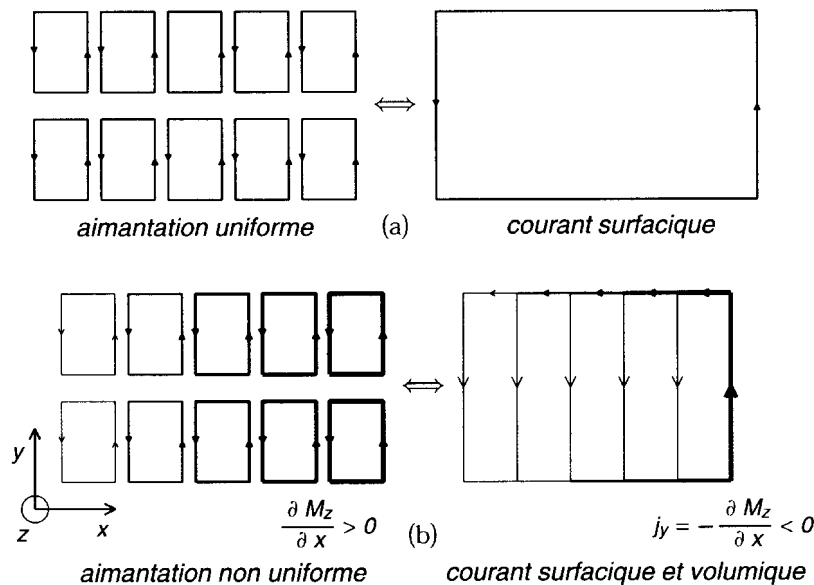 aimantation uniforme (a) courant surfacique
y
z x
∂ M_z / ∂ x > 0 (b) j_y = − ∂ M_z / ∂ x < 0
aimantation non uniforme courant surfacique et volumique